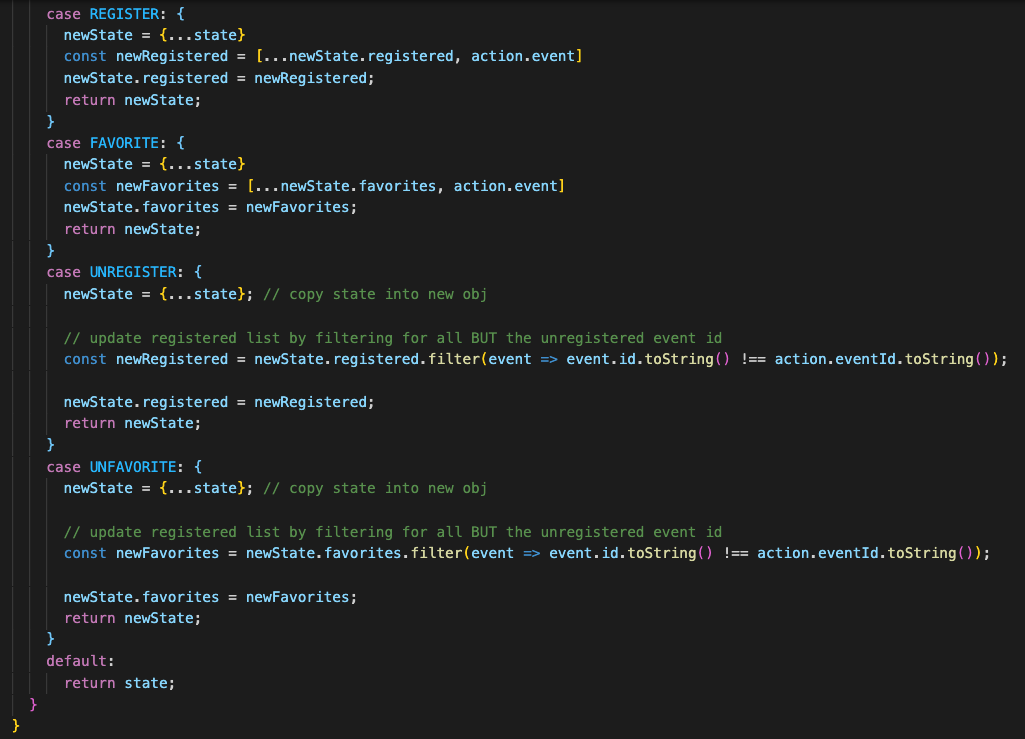 case REGISTER: {
newState = {...state}
const newRegistered = [...newState.registered, action.event]
newState.registered = newRegistered;
return newState;
}
case FAVORITE: {
newState = {...state}
const newFavorites = [...newState.favorites, action.event]
newState.favorites = newFavorites;
return newState;
}
case UNREGISTER: {
newState = {...state}; // copy state into new obj
// update registered list by filtering for all BUT the unregistered event id
const newRegistered = newState.registered.filter(event => event.id.toString() !== action.eventId.toString());
newState.registered = newRegistered;
return newState;
}
case UNFAVORITE: {
newState = {...state}; // copy state into new obj
// update registered list by filtering for all BUT the unregistered event id
const newFavorites = newState.favorites.filter(event => event.id.toString() !== action.eventId.toString());
newState.favorites = newFavorites;
return newState;
}
default:
return state;
}
}